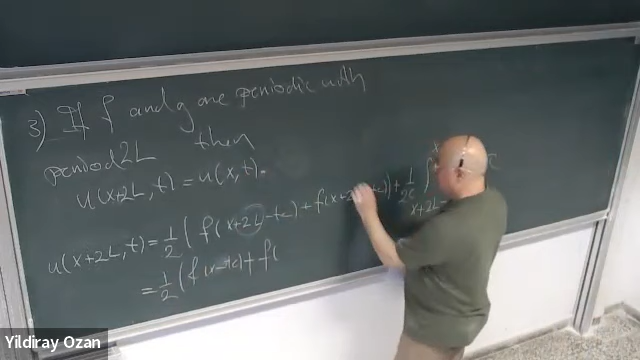 3) If f and g are periodic with
period 2L then
u(x+2L, t) = u(x, t).
u(x+2L, t) = 1/2 ( f(x+2L-tc) + f(x+2L+tc)) + 1/2c ∫ x+2L-
= 1/2 (f(x-tc) + f(
Yildiray Ozan